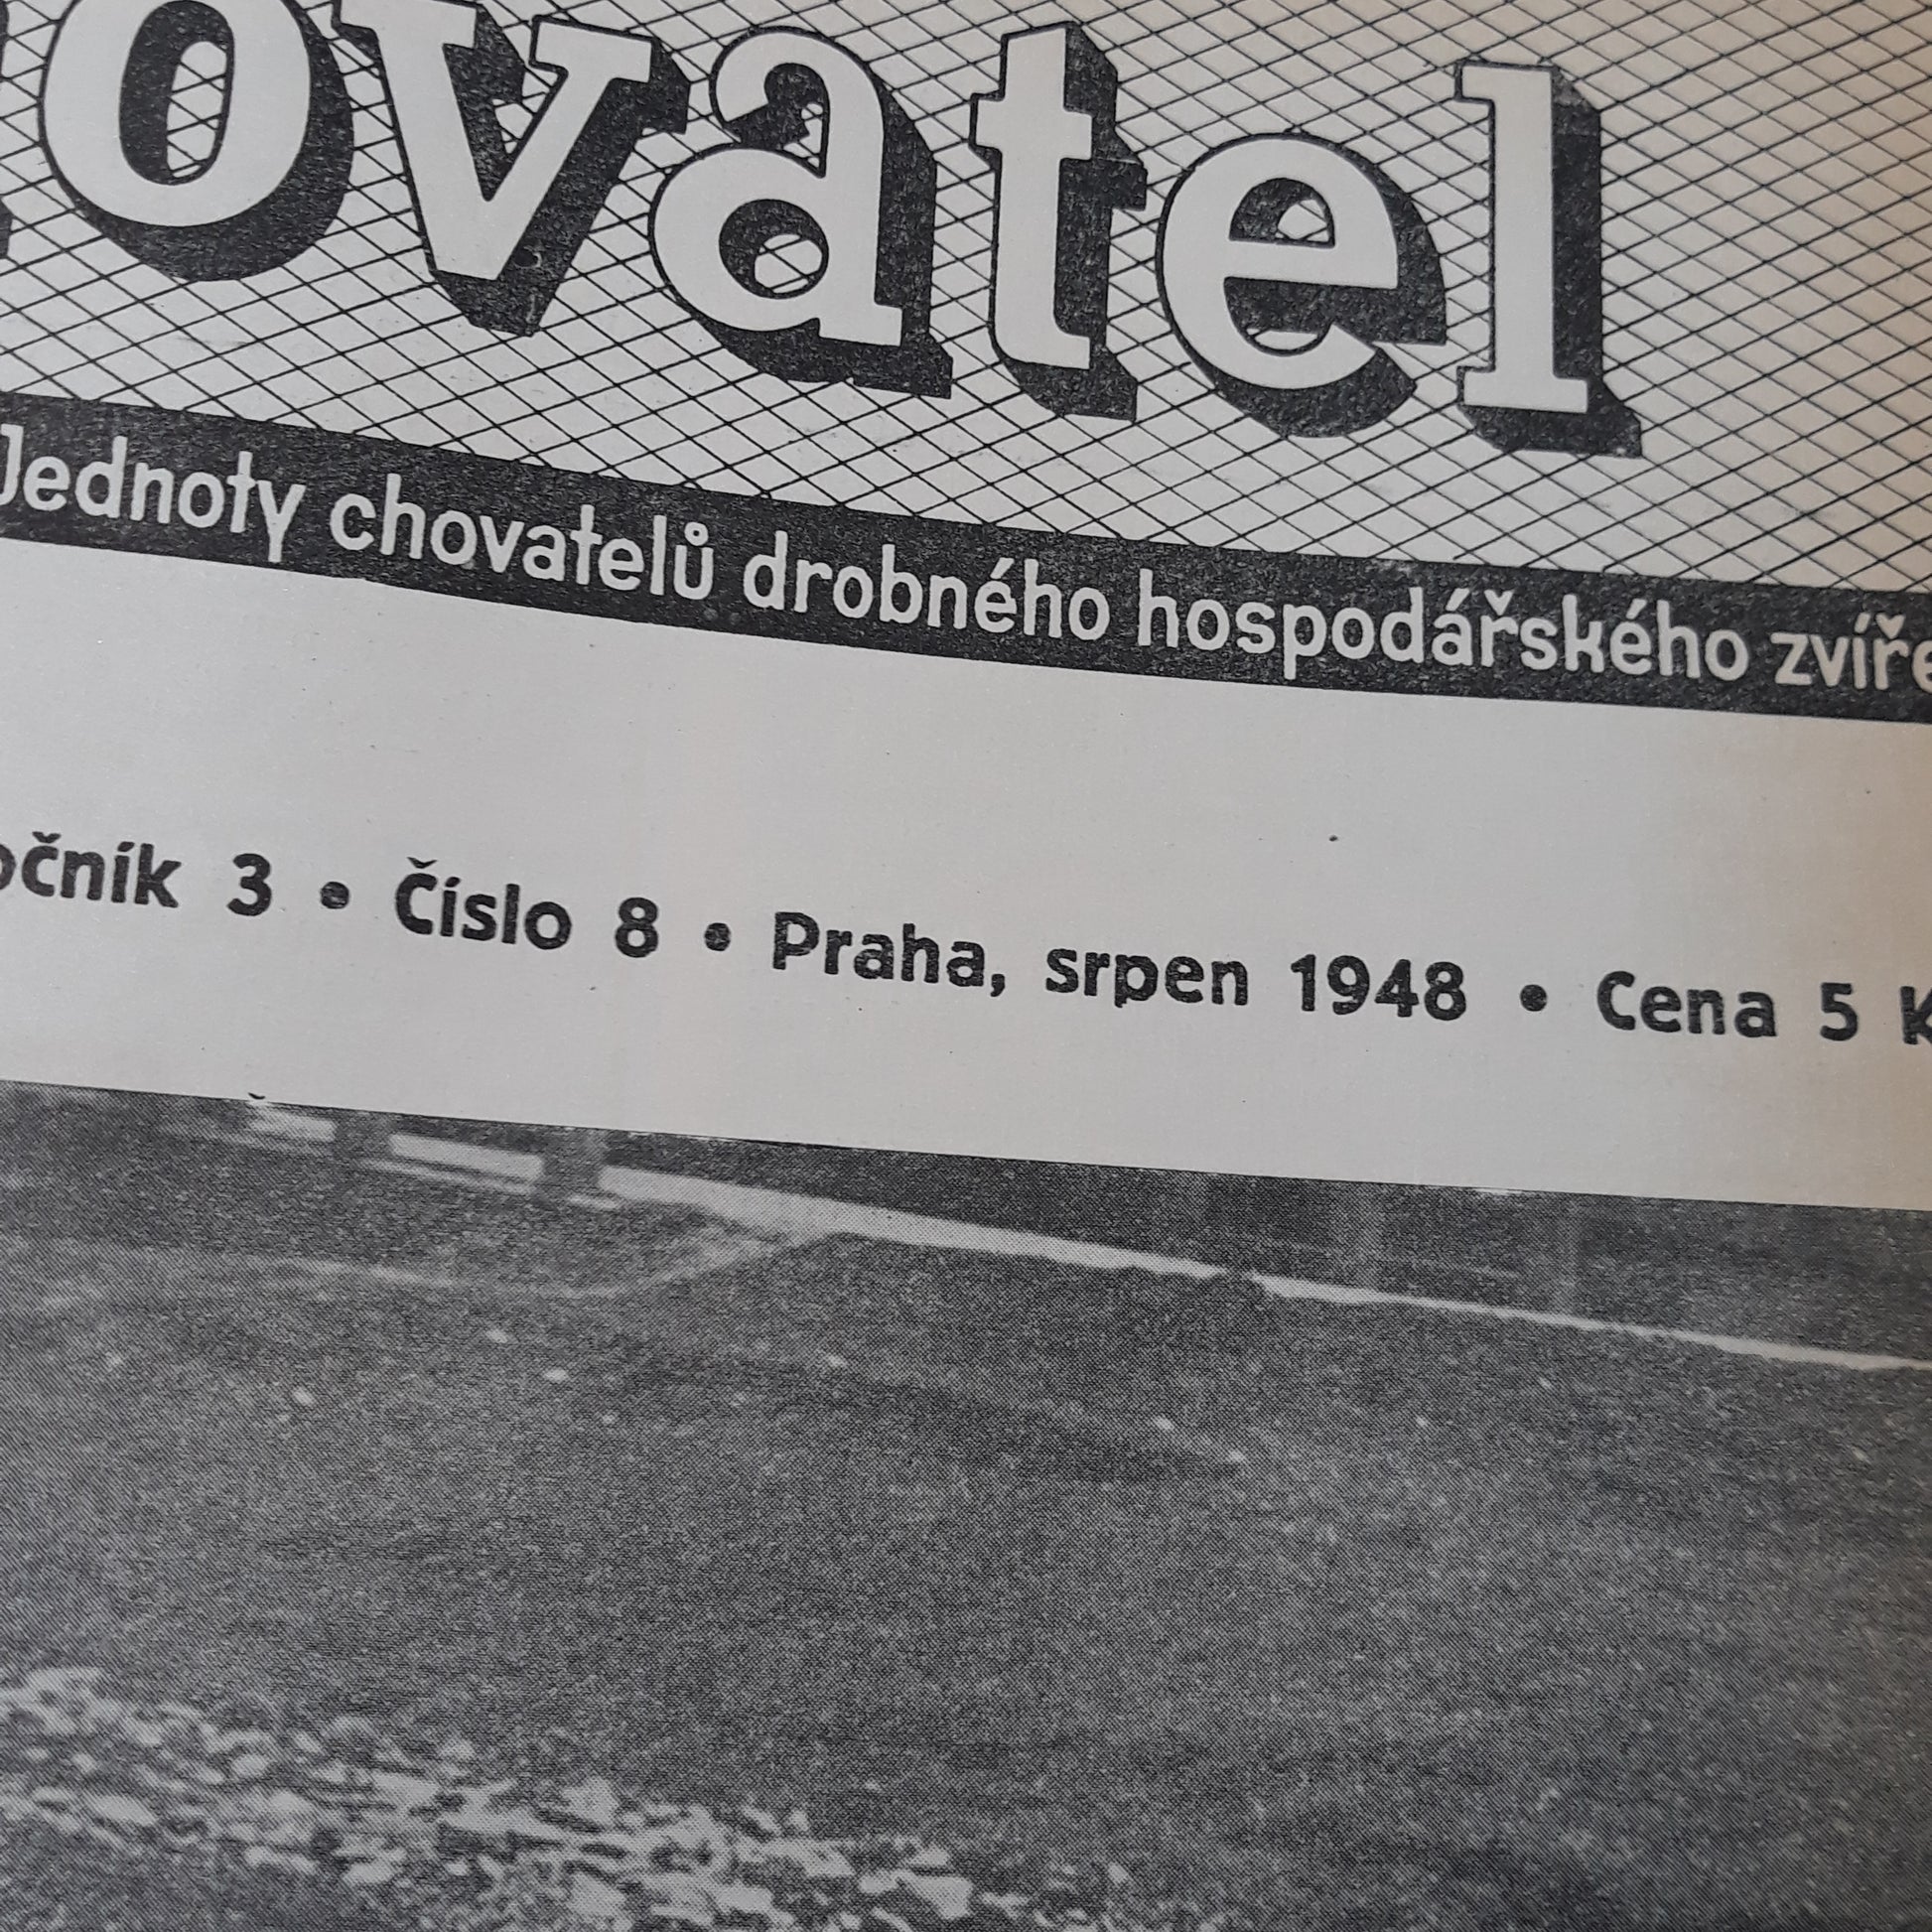 ovatel
Jednoty chovatelů drobného hospodářského zvíře
očník 3 • Číslo 8 • Praha, srpen 1948 • Cena 5 K